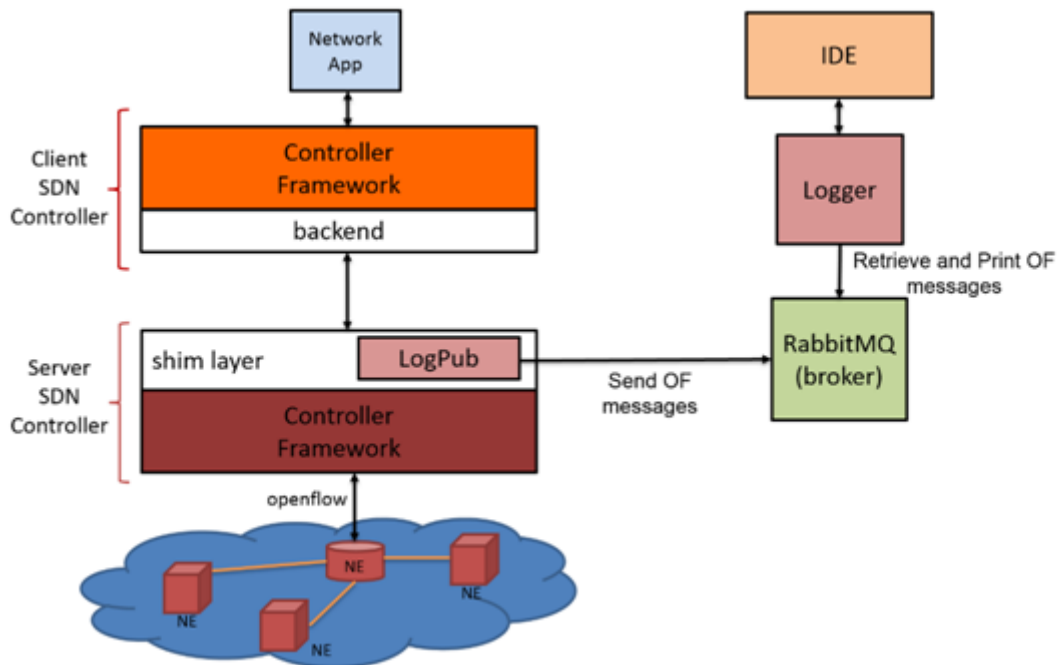 Network
App
IDE
Client
SDN
Controller
Controller
Framework
backend
Logger
Retrieve and Print OF
messages
Server
SDN
Controller
shim layer
LogPub
Controller
Framework
Send OF
messages
RabbitMQ
(broker)
openflow
NE
NE
NE
NE